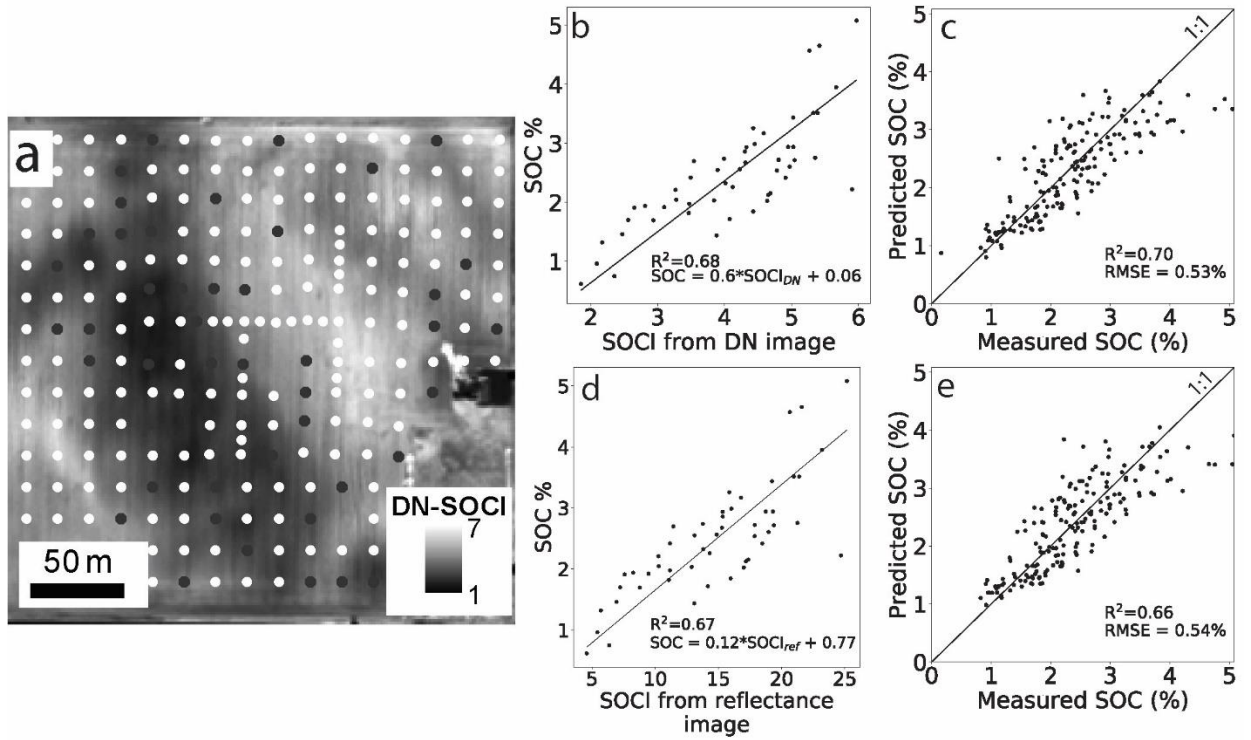 a
DN-SOCI
7
1
50 m
b
SOC %
5
4
3
2
1
R²=0.68
SOC = 0.6*SOCI_DN + 0.06
2 3 4 5 6
SOCI from DN image
c
1:1
Predicted SOC (%)
5
4
3
2
1
0
R²=0.70
RMSE = 0.53%
0 1 2 3 4 5
Measured SOC (%)
d
SOC %
5
4
3
2
1
R²=0.67
SOC = 0.12*SOCI_ref + 0.77
5 10 15 20 25
SOCI from reflectance
image
e
1:1
Predicted SOC (%)
5
4
3
2
1
0
R²=0.66
RMSE = 0.54%
0 1 2 3 4 5
Measured SOC (%)